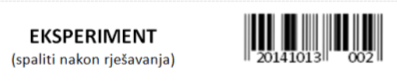 EKSPERIMENT
(spaliti nakon rješavanja)
20141013 002